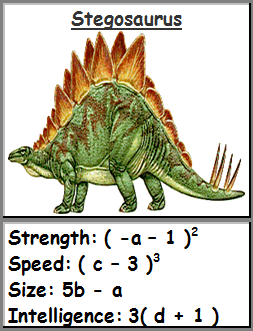 Stegosaurus
Strength: ( -a – 1 )²
Speed: ( c – 3 )³
Size: 5b – a
Intelligence: 3( d + 1 )